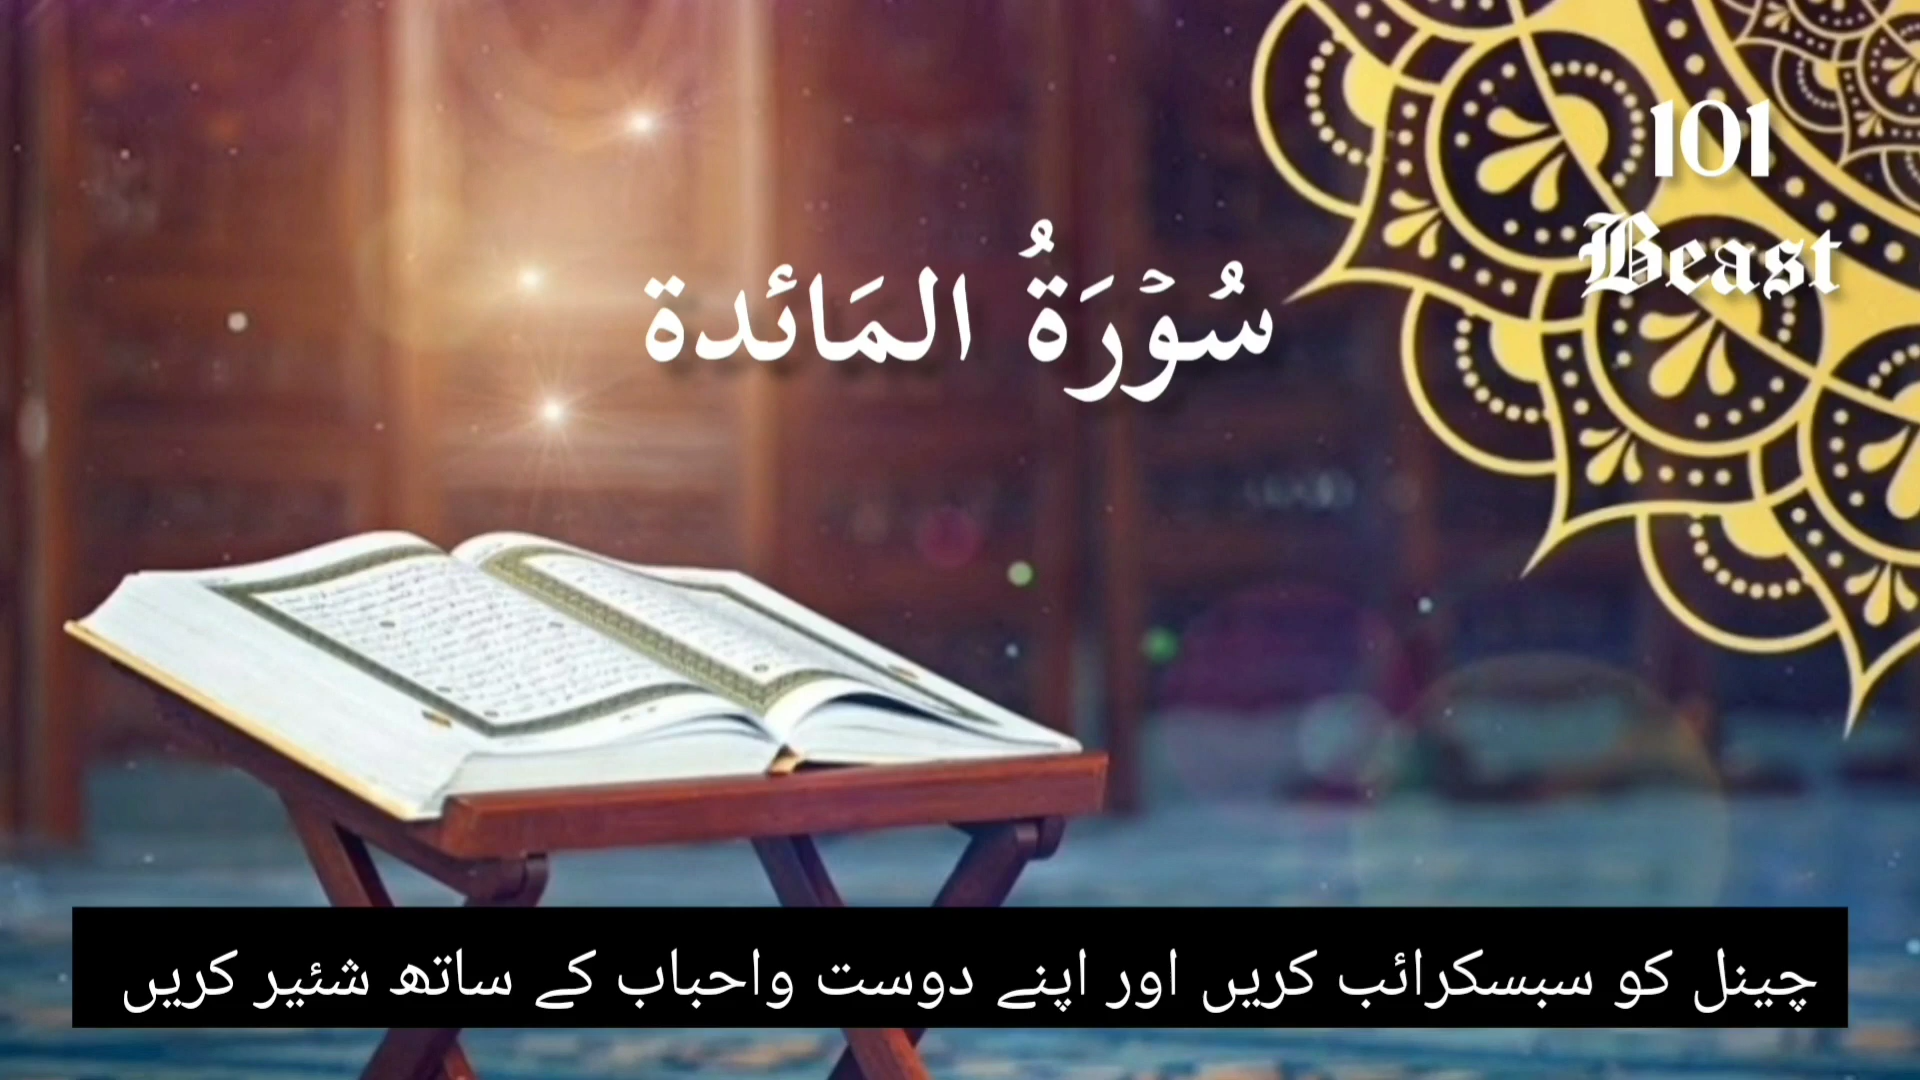 101
Beast
سُوۡرَةُ المَائدة
چینل کو سبسکرائب کریں اور اپنے دوست واحباب کے ساتھ شئیر کریں